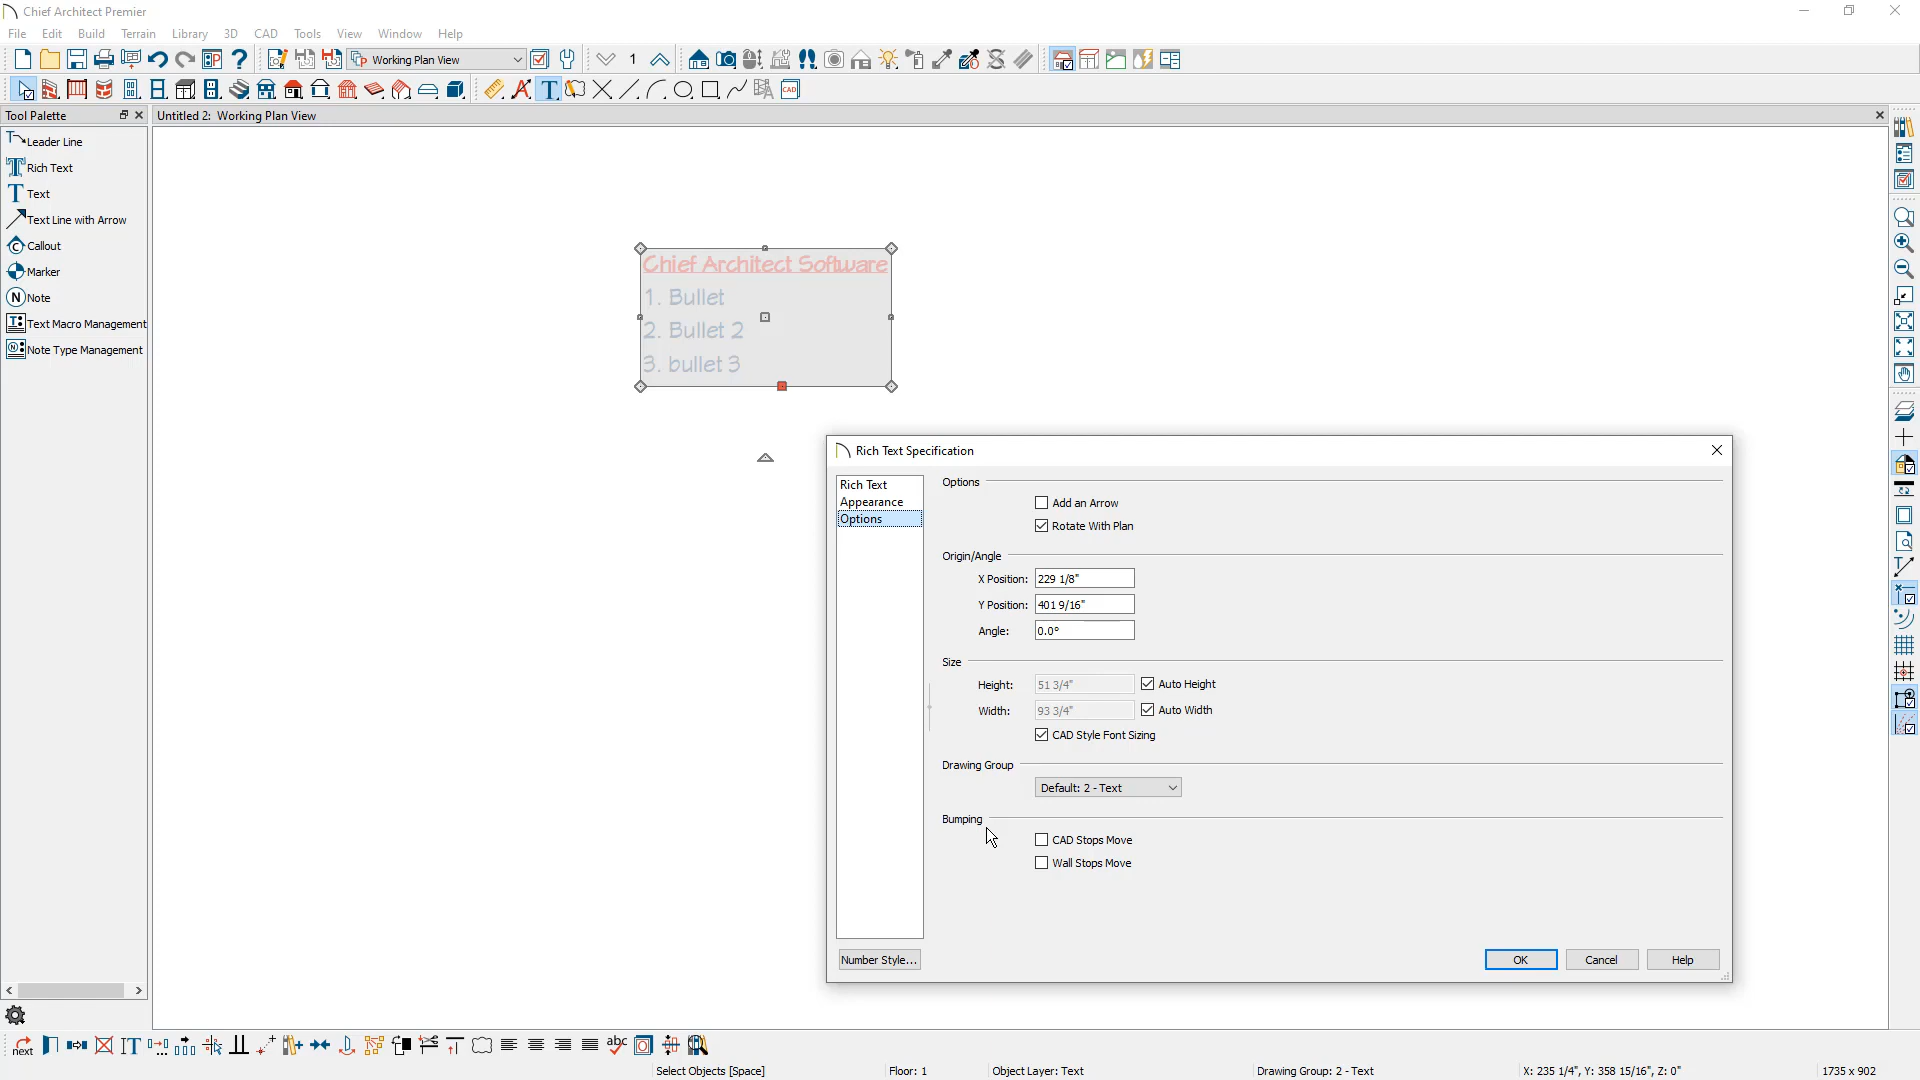 Chief Architect Premier
File Edit Build Terrain Library 3D CAD Tools View Window Help
Working Plan View
1
CAD
Tool Palette
Untitled 2: Working Plan View
Leader Line
Rich Text
Text
Text Line with Arrow
Callout
Marker
Note
Text Macro Management
Note Type Management
Chief Architect Software
1. Bullet
2. Bullet 2
3. bullet 3
Rich Text Specification
Rich Text
Appearance
Options
Options
Add an Arrow
Rotate With Plan
Origin/Angle
X Position: 229 1/8"
Y Position: 401 9/16"
Angle: 0.0°
Size
Height: 51 3/4" Auto Height
Width: 93 3/4" Auto Width
CAD Style Font Sizing
Drawing Group
Default: 2 - Text
Bumping
CAD Stops Move
Wall Stops Move
Number Style...
OK Cancel Help
next
abc
Select Objects [Space] Floor: 1 Object Layer: Text Drawing Group: 2 - Text X: 235 1/4", Y: 358 15/16", Z: 0" 1735 x 902